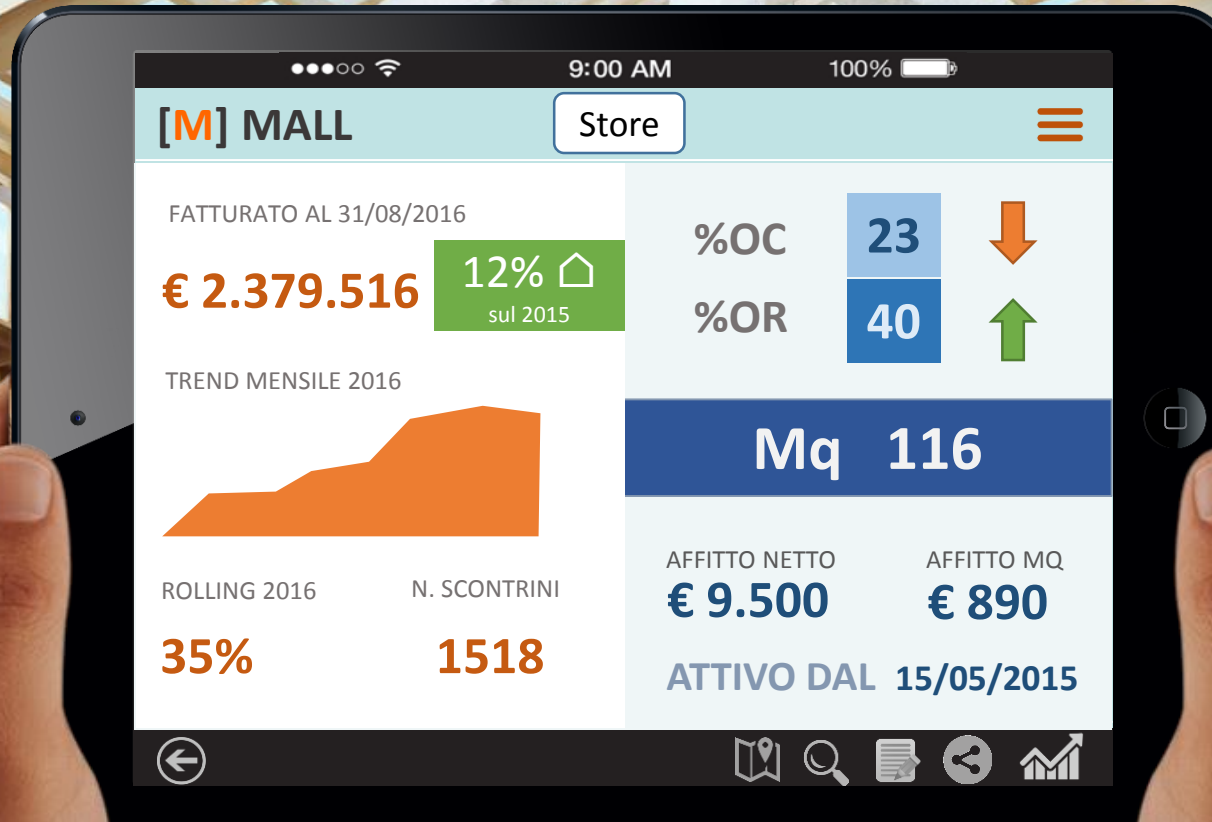 9:00 AM
100%
[M] MALL
Store
FATTURATO AL 31/08/2016
€ 2.379.516
12%
sul 2015
TREND MENSILE 2016
ROLLING 2016
N. SCONTRINI
35%
1518
%OC 23
%OR 40
Mq 116
AFFITTO NETTO
AFFITTO MQ
€ 9.500
€ 890
ATTIVO DAL 15/05/2015